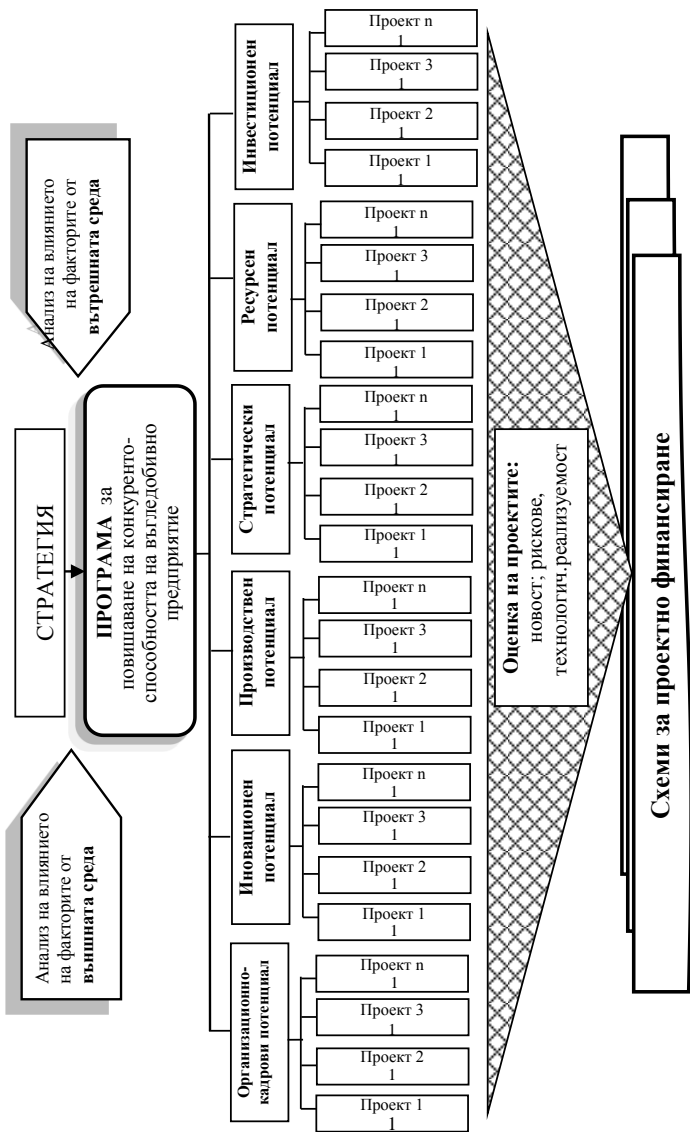 СТРАТЕГИЯ
Анализ на влиянието
на факторите от
външната среда
Анализ на влиянието
на факторите от
вътрешната среда
ПРОГРАМА за
повишаване на конкуренто-
способността на въгледобивно
предприятие
Организационно-
кадрови потенциал
Иновационен
потенциал
Производствен
потенциал
Стратегически
потенциал
Ресурсен
потенциал
Инвестиционен
потенциал
Проект 1
1
Проект 2
1
Проект 3
1
Проект n
1
Проект 1
1
Проект 2
1
Проект 3
1
Проект n
1
Проект 1
1
Проект 2
1
Проект 3
1
Проект n
1
Проект 1
1
Проект 2
1
Проект 3
1
Проект n
1
Проект 1
1
Проект 2
1
Проект 3
1
Проект n
1
Проект 1
1
Проект 2
1
Проект 3
1
Проект n
1
Оценка на проектите:
новост; рискове,
технологич.реализуемост
Схеми за проектно финансиране